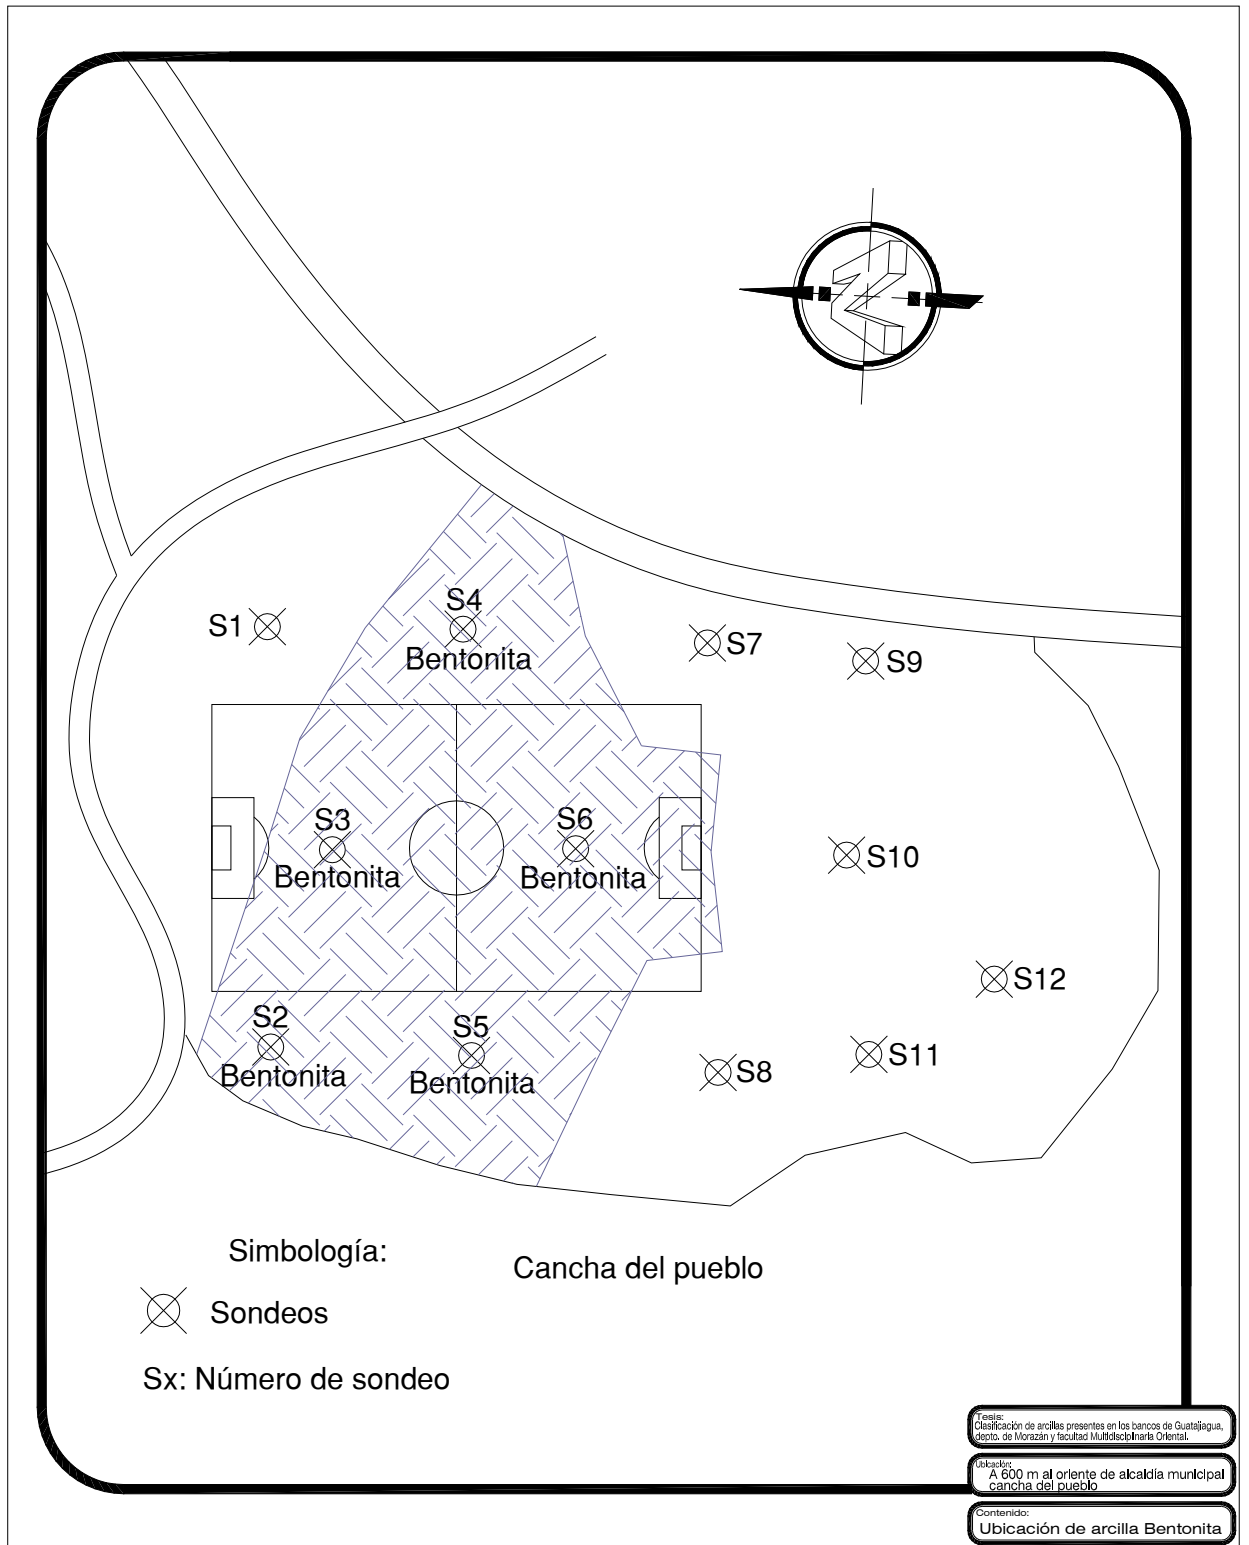 N
S4
S1
Bentonita
S7
S9
S3
Bentonita
S6
Bentonita
S10
S12
S2
Bentonita
S5
Bentonita
S11
S8
Simbología:
Cancha del pueblo
Sondeos
Sx: Número de sondeo
Tesis:
Clasificación de arcillas presentes en los bancos de Guatajiagua,
depto. de Morazán y facultad Multidisciplinaria Oriental.
Ubicación:
A 600 m al oriente de alcaldía municipal
cancha del pueblo
Contenido:
Ubicación de arcilla Bentonita